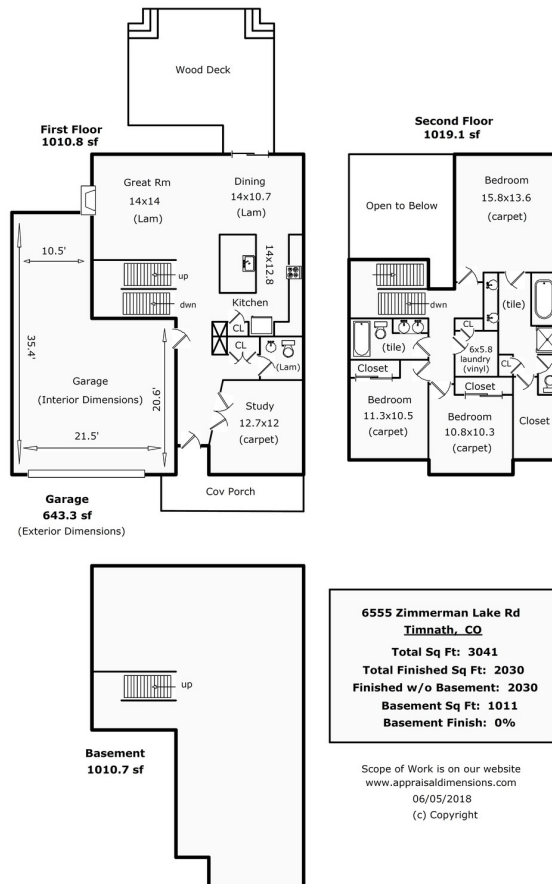 Wood Deck
First Floor
1010.8 sf
Great Rm
14x14
(Lam)
Dining
14x10.7
(Lam)
14x12.8
Kitchen
up
dwn
CL
CL
(Lam)
Study
12.7x12
(carpet)
10.5'
35.4'
Garage
(Interior Dimensions)
20.6'
21.5'
Cov Porch
Garage
643.3 sf
(Exterior Dimensions)
Second Floor
1019.1 sf
Open to Below
Bedroom
15.8x13.6
(carpet)
dwn
(tile)
(tile)
CL
6x5.8
laundry
(vinyl)
CL
Closet
Closet
Closet
Bedroom
11.3x10.5
(carpet)
Bedroom
10.8x10.3
(carpet)
up
Basement
1010.7 sf
6555 Zimmerman Lake Rd
Timnath, CO
Total Sq Ft: 3041
Total Finished Sq Ft: 2030
Finished w/o Basement: 2030
Basement Sq Ft: 1011
Basement Finish: 0%
Scope of Work is on our website
www.appraisaldimensions.com
06/05/2018
(c) Copyright